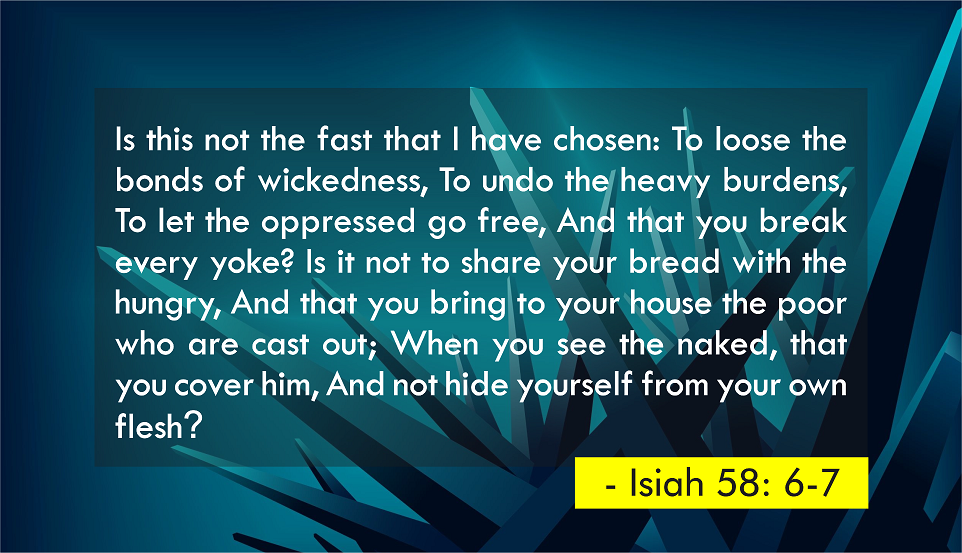 Is this not the fast that I have chosen: To loose the
bonds of wickedness, To undo the heavy burdens,
To let the oppressed go free, And that you break
every yoke? Is it not to share your bread with the
hungry, And that you bring to your house the poor
who are cast out; When you see the naked, that
you cover him, And not hide yourself from your own
flesh?
- Isiah 58: 6-7